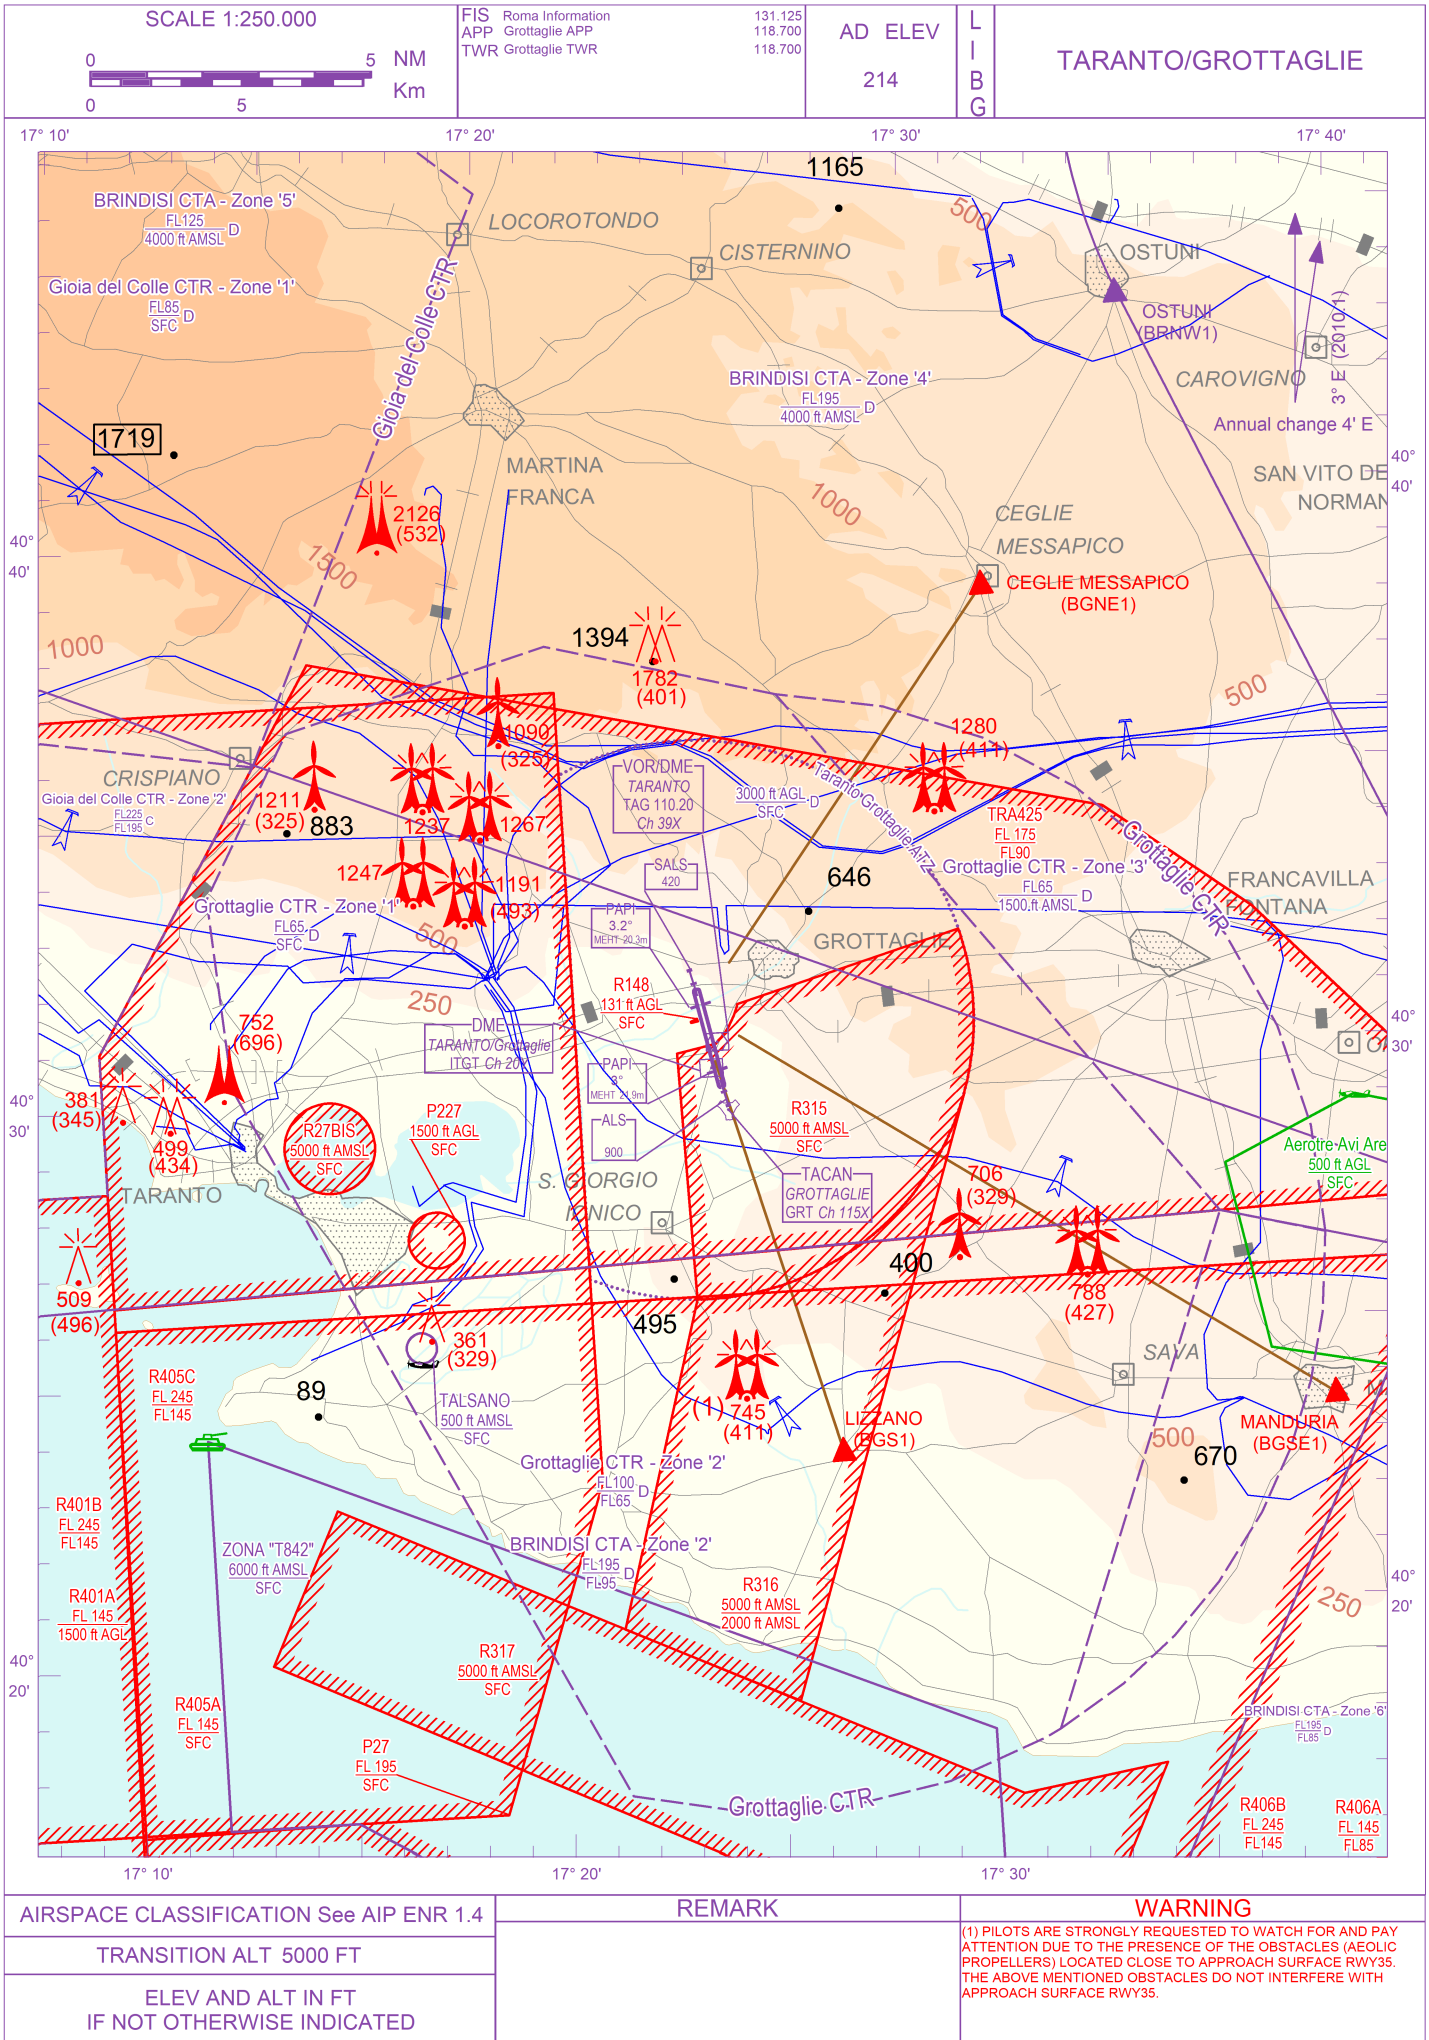 SCALE 1:250.000
0 5 NM
Km
0 5
FIS Roma Information 131.125
APP Grottaglie APP 118.700
TWR Grottaglie TWR 118.700
AD ELEV
214
L
I
B
G
TARANTO/GROTTAGLIE
17° 10' 17° 20' 17° 30' 17° 40'
1165
BRINDISI CTA - Zone '5'
FL125
4000 ft AMSL D
LOCOROTONDO
500
CISTERNINO
OSTUNI
Gioia del Colle CTR - Zone '1'
FL85
SFC D
Gioia del Colle CTR
OSTUNI
(BRNW1)
3° E (2010.1)
CAROVIGNO
BRINDISI CTA - Zone '4'
FL195
4000 ft AMSL D
Annual change 4' E
1719
MARTINA
FRANCA
SAN VITO DE
NORMAN
40°
40'
2126
(532)
1000
CEGLIE
MESSAPICO
40°
40'
1500
CEGLIE MESSAPICO
(BGNE1)
1000
1394
1782
(401)
500
1090
(325)
1280
(411)
CRISPIANO
VOR/DME
TARANTO
TAG 110.20
Ch 39X
Taranto Grottaglie ATZ
3000 ft AGL
SFC D
Gioia del Colle CTR - Zone '2'
FL225
FL195 C
1211
(325)
883
1237
1267
TRA425
FL 175
FL90
Grottaglie CTR
1247
1191
(493)
SALS
420
646
Grottaglie CTR - Zone '3'
FL65
1500 ft AMSL D
FRANCAVILLA
FONTANA
Grottaglie CTR - Zone '1'
FL65
SFC D
500
PAPI
3.2°
MEHT 20.3m
GROTTAGLIE
250
R148
131 ft AGL
SFC
752
(696)
DME
TARANTO/Grottaglie
ITGT Ch 20X
PAPI
3°
MEHT 21.9m
40°
30'
381
(345)
499
(434)
R27BIS
5000 ft AMSL
SFC
P227
1500 ft AGL
SFC
ALS
900
R315
5000 ft AMSL
SFC
Aerotre Avi Are
500 ft AGL
SFC
40°
30'
TARANTO
S. GIORGIO
IONICO
TACAN
GROTTAGLIE
GRT Ch 115X
706
(329)
509
(496)
400
788
(427)
495
361
(329)
SAVA
R405C
FL 245
FL145
89
TALSANO
500 ft AMSL
SFC
(1) 745
(411)
LIZZANO
(BGS1)
M
MANDURIA
(BGSE1)
500
670
Grottaglie CTR - Zone '2'
FL100
FL65 D
R401B
FL 245
FL145
ZONA "T842"
6000 ft AMSL
SFC
BRINDISI CTA - Zone '2'
FL195
FL95 D
R401A
FL 145
1500 ft AGL
R316
5000 ft AMSL
2000 ft AMSL
250
40°
20'
R317
5000 ft AMSL
SFC
40°
20'
R405A
FL 145
SFC
BRINDISI CTA - Zone '6'
FL195
FL85 D
P27
FL 195
SFC
Grottaglie CTR
R406B
FL 245
FL145
R406A
FL 145
FL85
17° 10' 17° 20' 17° 30'
AIRSPACE CLASSIFICATION See AIP ENR 1.4
TRANSITION ALT 5000 FT
ELEV AND ALT IN FT
IF NOT OTHERWISE INDICATED
REMARK
WARNING
(1) PILOTS ARE STRONGLY REQUESTED TO WATCH FOR AND PAY
ATTENTION DUE TO THE PRESENCE OF THE OBSTACLES (AEOLIC
PROPELLERS) LOCATED CLOSE TO APPROACH SURFACE RWY35.
THE ABOVE MENTIONED OBSTACLES DO NOT INTERFERE WITH
APPROACH SURFACE RWY35.